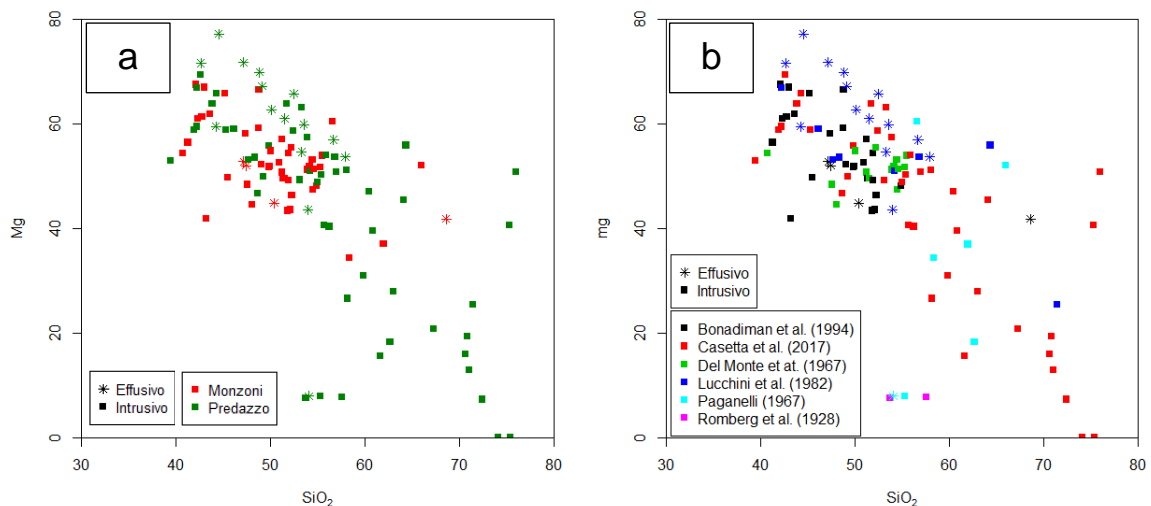 a
80
60
40
20
0
Mg
30 40 50 60 70 80
SiO₂
Effusivo
Intrusivo
Monzoni
Predazzo
b
80
60
40
20
0
mg
Effusivo
Intrusivo
Bonadiman et al. (1994)
Casetta et al. (2017)
Del Monte et at. (1967)
Lucchini et al. (1982)
Paganelli (1967)
Romberg et al. (1928)
30 40 50 60 70 80
SiO₂